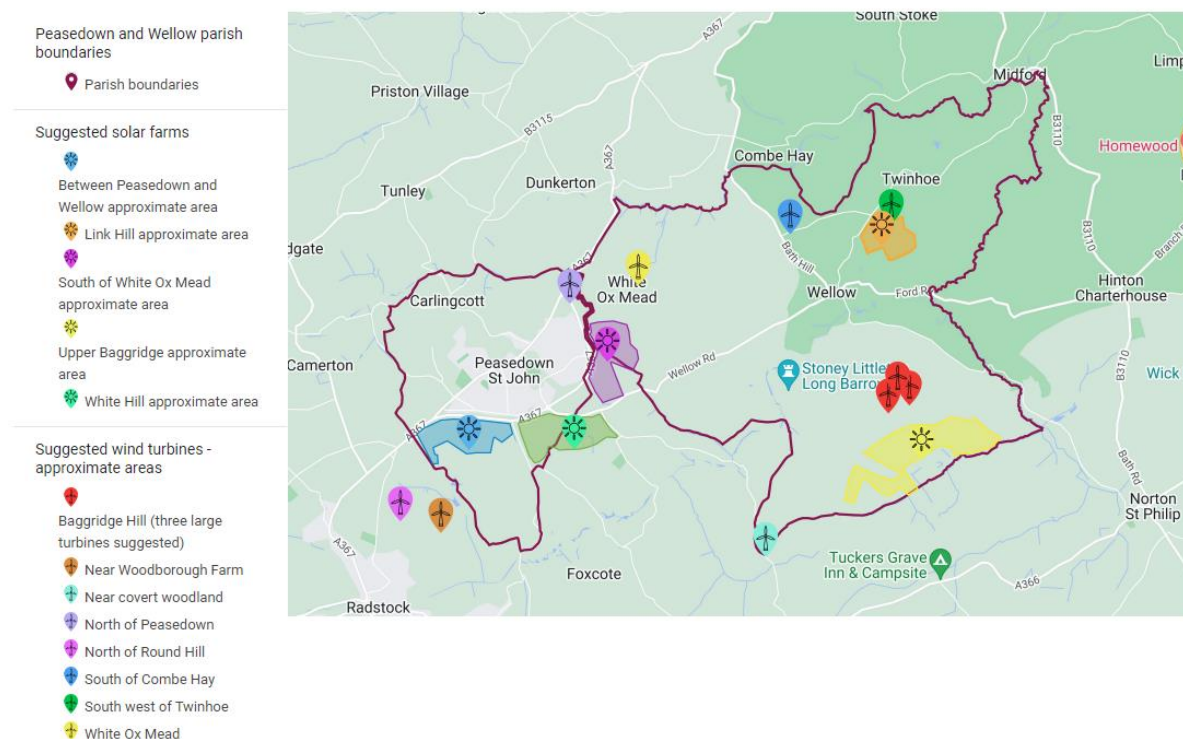 Peasedown and Wellow parish
boundaries
Parish boundaries
Suggested solar farms
Between Peasedown and
Wellow approximate area
Link Hill approximate area
South of White Ox Mead
approximate area
Upper Baggridge approximate
area
White Hill approximate area
Suggested wind turbines -
approximate areas
Baggridge Hill (three large
turbines suggested)
Near Woodborough Farm
Near covert woodland
North of Peasedown
North of Round Hill
South of Combe Hay
South west of Twinhoe
White Ox Mead
South Stoke
A367
Midford
Priston Village
B3115
A367
B3110
Homewood
Combe Hay
Tunley
Dunkerton
Twinhoe
A367
Bath Hill
B3110
White
Ox Mead
Carlingcott
Wellow
Ford R
Hinton
Charterhouse
Camerton
Peasedown
St John
Wellow Rd
Stoney Little
Long Barrow
B3110
Wick
A367
A367
Bath Rd
Norton
St Philip
A367
Foxcote
Tuckers Grave
Inn & Campsite
A366
Radstock